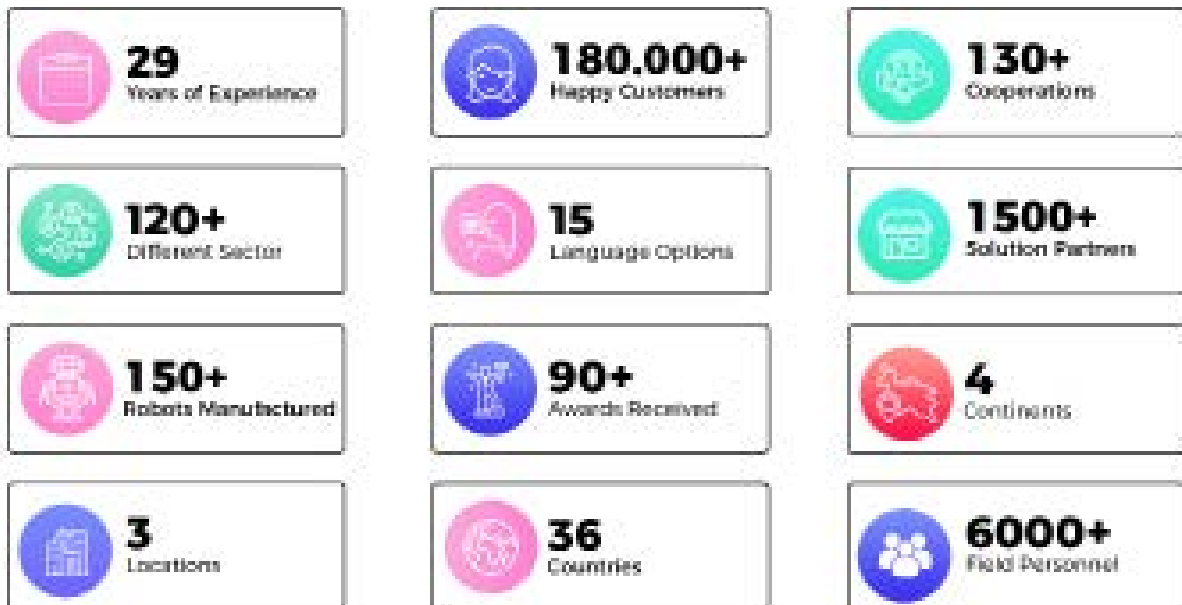 29
Years of Experience
180.000+
Happy Customers
130+
Cooperations
120+
Different Sector
15
Language Options
1500+
Solution Partners
150+
Robots Manufactured
90+
Awards Received
4
Continents
3
Locations
36
Countries
6000+
Field Personnel